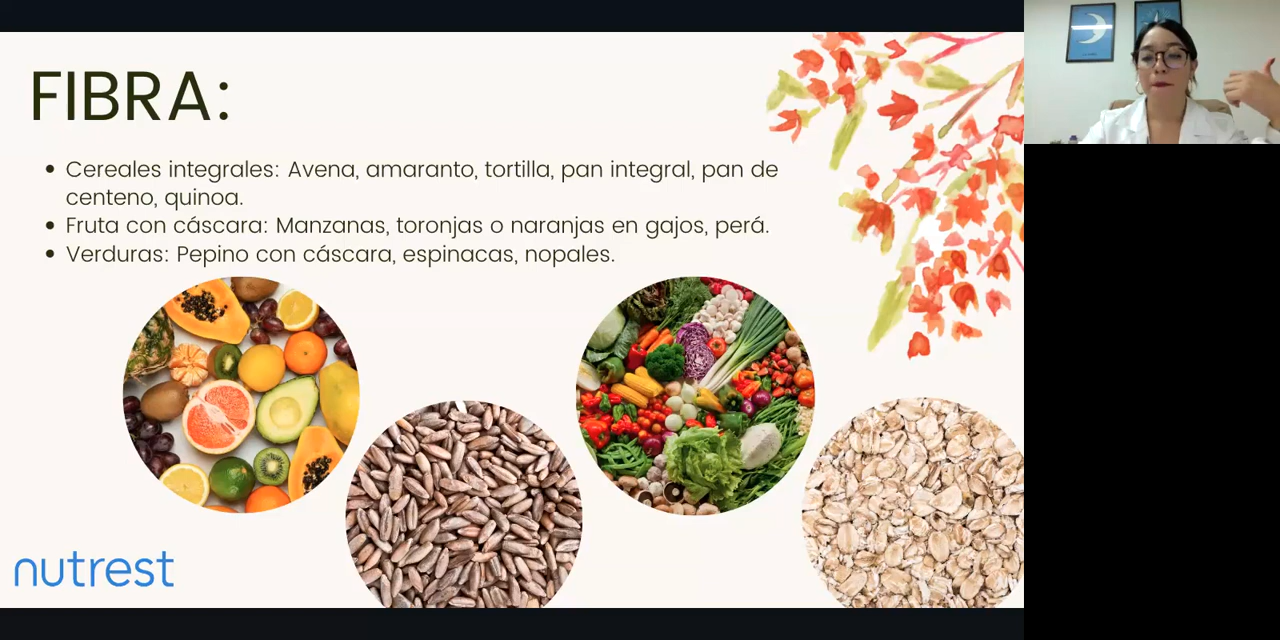 FIBRA:
• Cereales integrales: Avena, amaranto, tortilla, pan integral, pan de
centeno, quinoa.
• Fruta con cáscara: Manzanas, toronjas o naranjas en gajos, perá.
• Verduras: Pepino con cáscara, espinacas, nopales.
nutrest